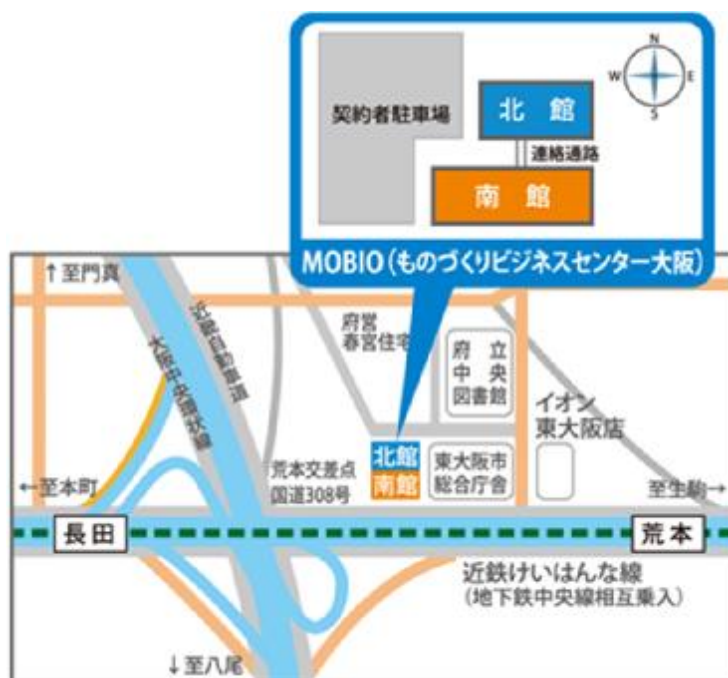 N
W E
S
契約者駐車場
北館
連絡通路
南館
MOBIO（ものづくりビジネスセンター大阪）
↑至門真
近畿自動車道
大阪中央環状線
府営
春宮住宅
府立
中央
図書館
イオン
東大阪店
荒本交差点
国道308号
北館
南館
東大阪市
総合庁舎
←至本町
至生駒→
長田
荒本
近鉄けいはんな線
（地下鉄中央線相互乗入）
↓至八尾